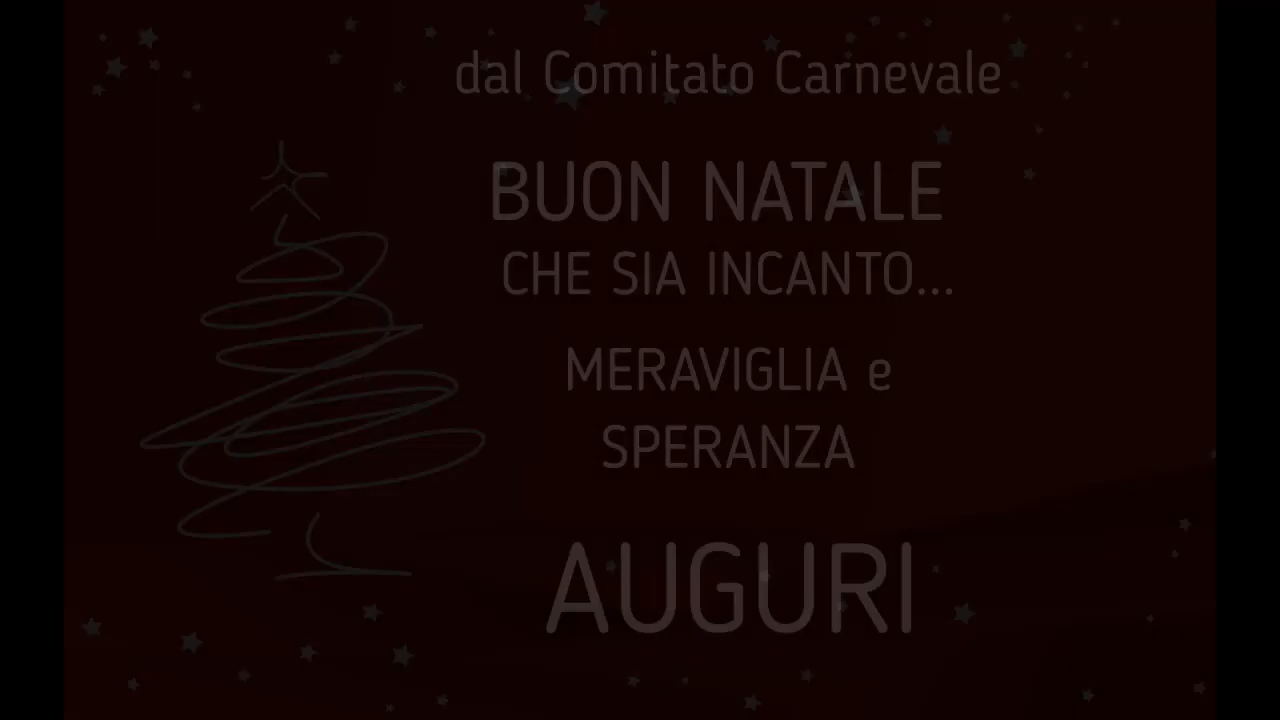 dal Comitato Carnevale
BUON NATALE
CHE SIA INCANTO...
MERAVIGLIA e
SPERANZA
AUGURI